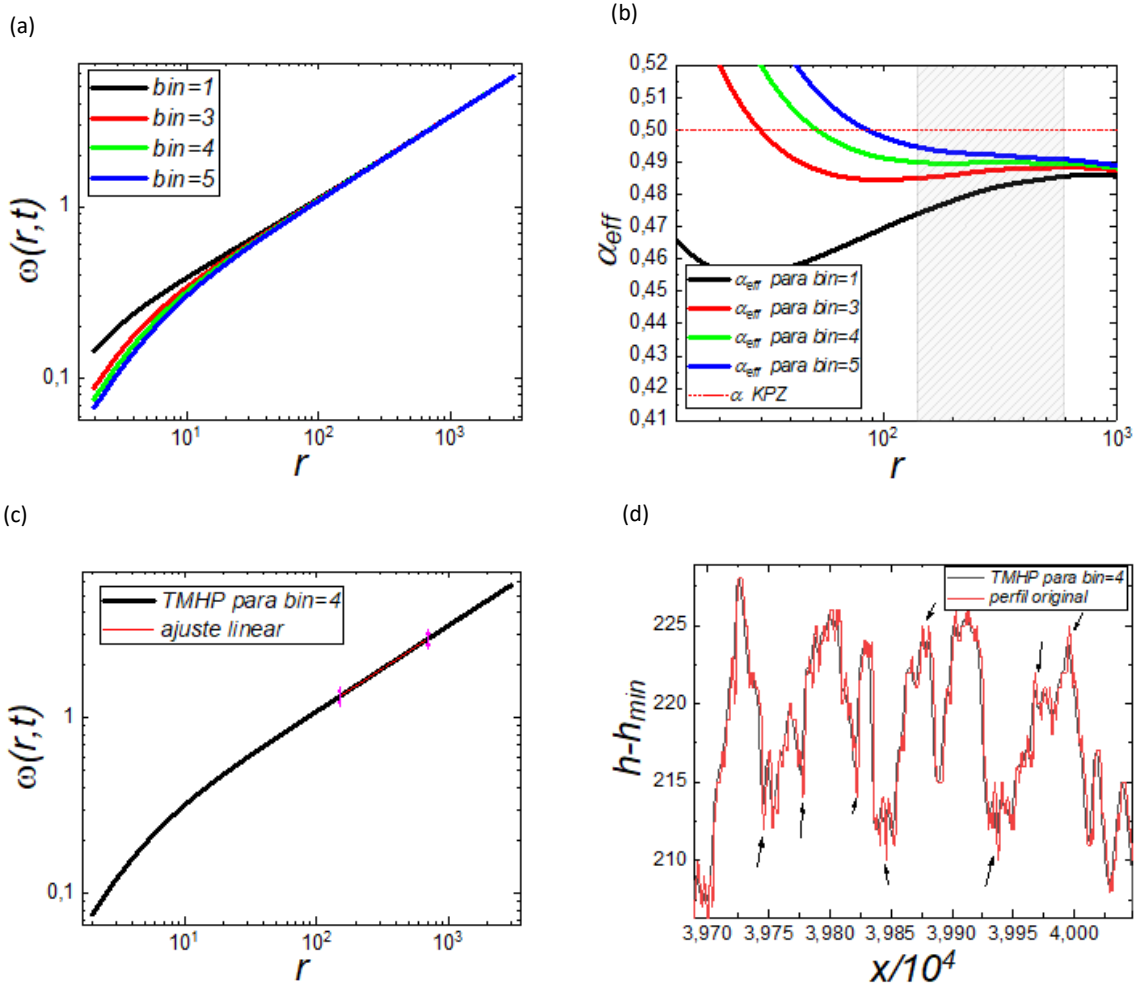 (a)
bin=1
bin=3
bin=4
bin=5
1
0,1
ω(r,t)
10¹
10²
10³
r
(b)
0,52
0,51
0,50
0,49
0,48
0,47
0,46
0,45
0,44
0,43
0,42
0,41
α_eff
α_eff para bin=1
α_eff para bin=3
α_eff para bin=4
α_eff para bin=5
α KPZ
10²
10³
r
(c)
TMHP para bin=4
ajuste linear
1
0,1
ω(r,t)
10¹
10²
10³
r
(d)
TMHP para bin=4
perfil original
225
220
215
210
h-h_min
3,970 3,975 3,980 3,985 3,990 3,995 4,000
x/10⁴